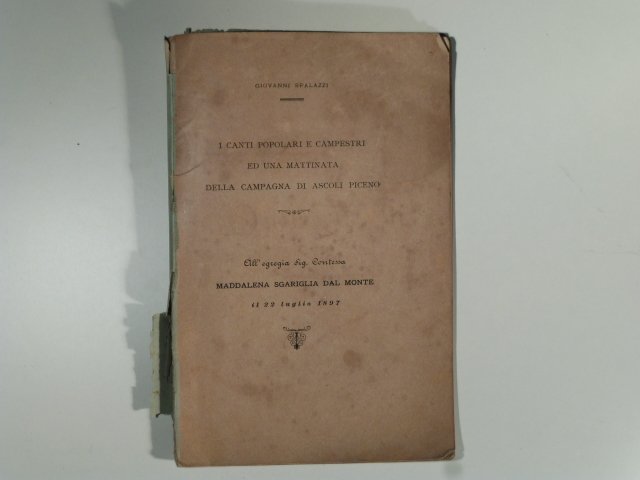 GIOVANNI SPALAZZI
I CANTI POPOLARI E CAMPESTRI
ED UNA MATTINATA
DELLA CAMPAGNA DI ASCOLI PICENO
All' egregia Sig. Contessa
MADDALENA SGARIGLIA DAL MONTE
il 22 luglio 1897